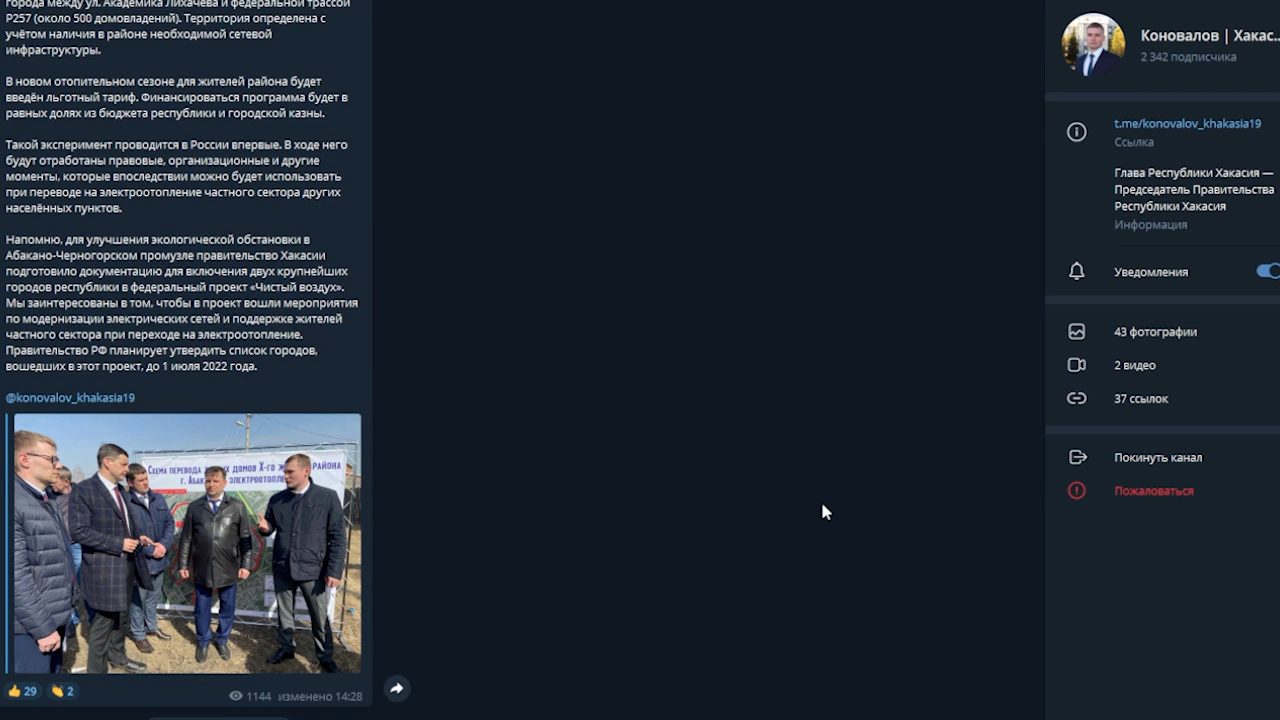 города между ул. Академика Лихачева и федеральной трассой
Р257 (около 500 домовладений). Территория определена с
учётом наличия в районе необходимой сетевой
инфраструктуры.
В новом отопительном сезоне для жителей района будет
введён льготный тариф. Финансироваться программа будет в
равных долях из бюджета республики и городской казны.
Такой эксперимент проводится в России впервые. В ходе него
будут отработаны правовые, организационные и другие
моменты, которые впоследствии можно будет использовать
при переводе на электроотопление частного сектора других
населённых пунктов.
Напомню, для улучшения экологической обстановки в
Абакано-Черногорском промузле правительство Хакасии
подготовило документацию для включения двух крупнейших
городов республики в федеральный проект «Чистый воздух».
Мы заинтересованы в том, чтобы в проект вошли мероприятия
по модернизации электрических сетей и поддержке жителей
частного сектора при переходе на электроотопление.
Правительство РФ планирует утвердить список городов,
вошедших в этот проект, до 1 июля 2022 года.
@konovalov_khakasia19
Схема перевода домов X-го РАЙОНА
г.
29 2
1144 изменено 14:28
Коновалов | Хакас...
2 342 подписчика
t.me/konovalov_khakasia19
Ссылка
Глава Республики Хакасия —
Председатель Правительства
Республики Хакасия
Информация
Уведомления
43 фотографии
2 видео
37 ссылок
Покинуть канал
Пожаловаться